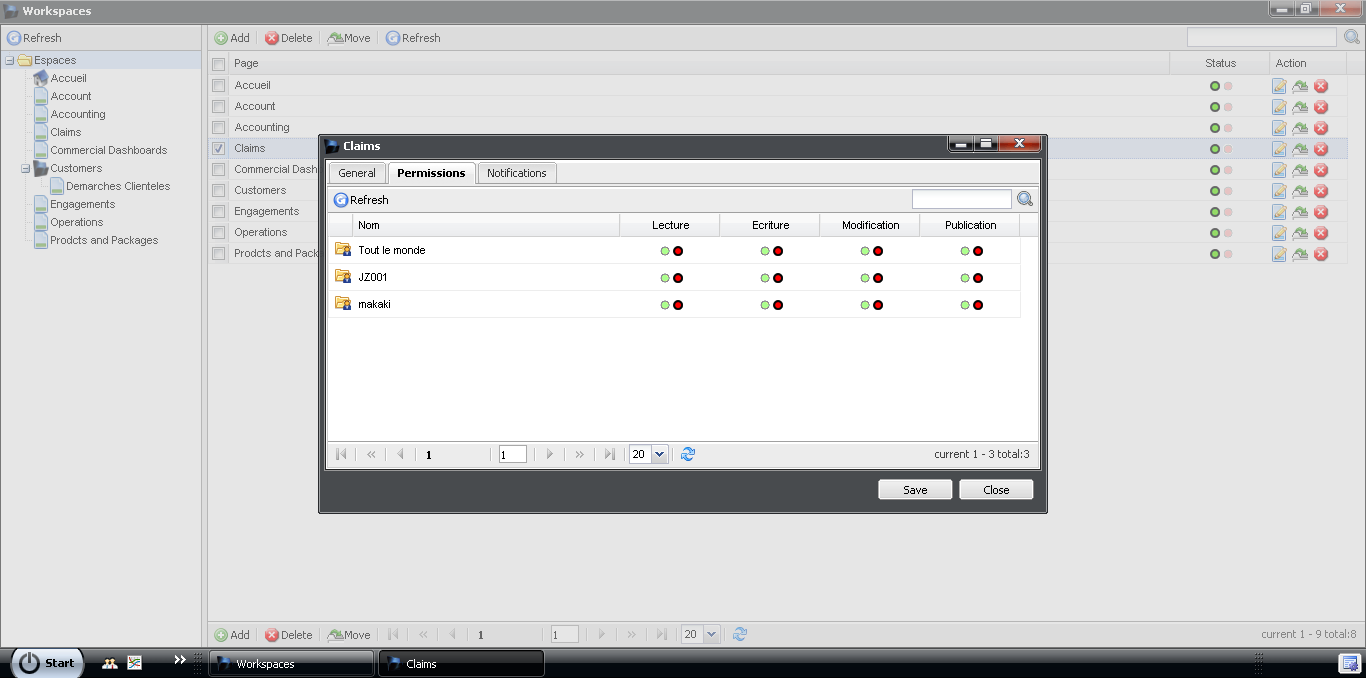 Workspaces
Refresh
Add Delete Move Refresh
Espaces
Accueil
Account
Accounting
Claims
Commercial Dashboards
Customers
Demarches Clienteles
Engagements
Operations
Prodcts and Packages
Page Status Action
Accueil
Account
Accounting
Claims
Commercial Dash
Customers
Engagements
Operations
Prodcts and Pack
Claims
General Permissions Notifications
Refresh
Nom Lecture Ecriture Modification Publication
Tout le monde
JZ001
makaki
1 1 20 current 1 - 3 total:3
Save Close
Add Delete Move 1 1 20 current 1 - 9 total:8
Start Workspaces Claims